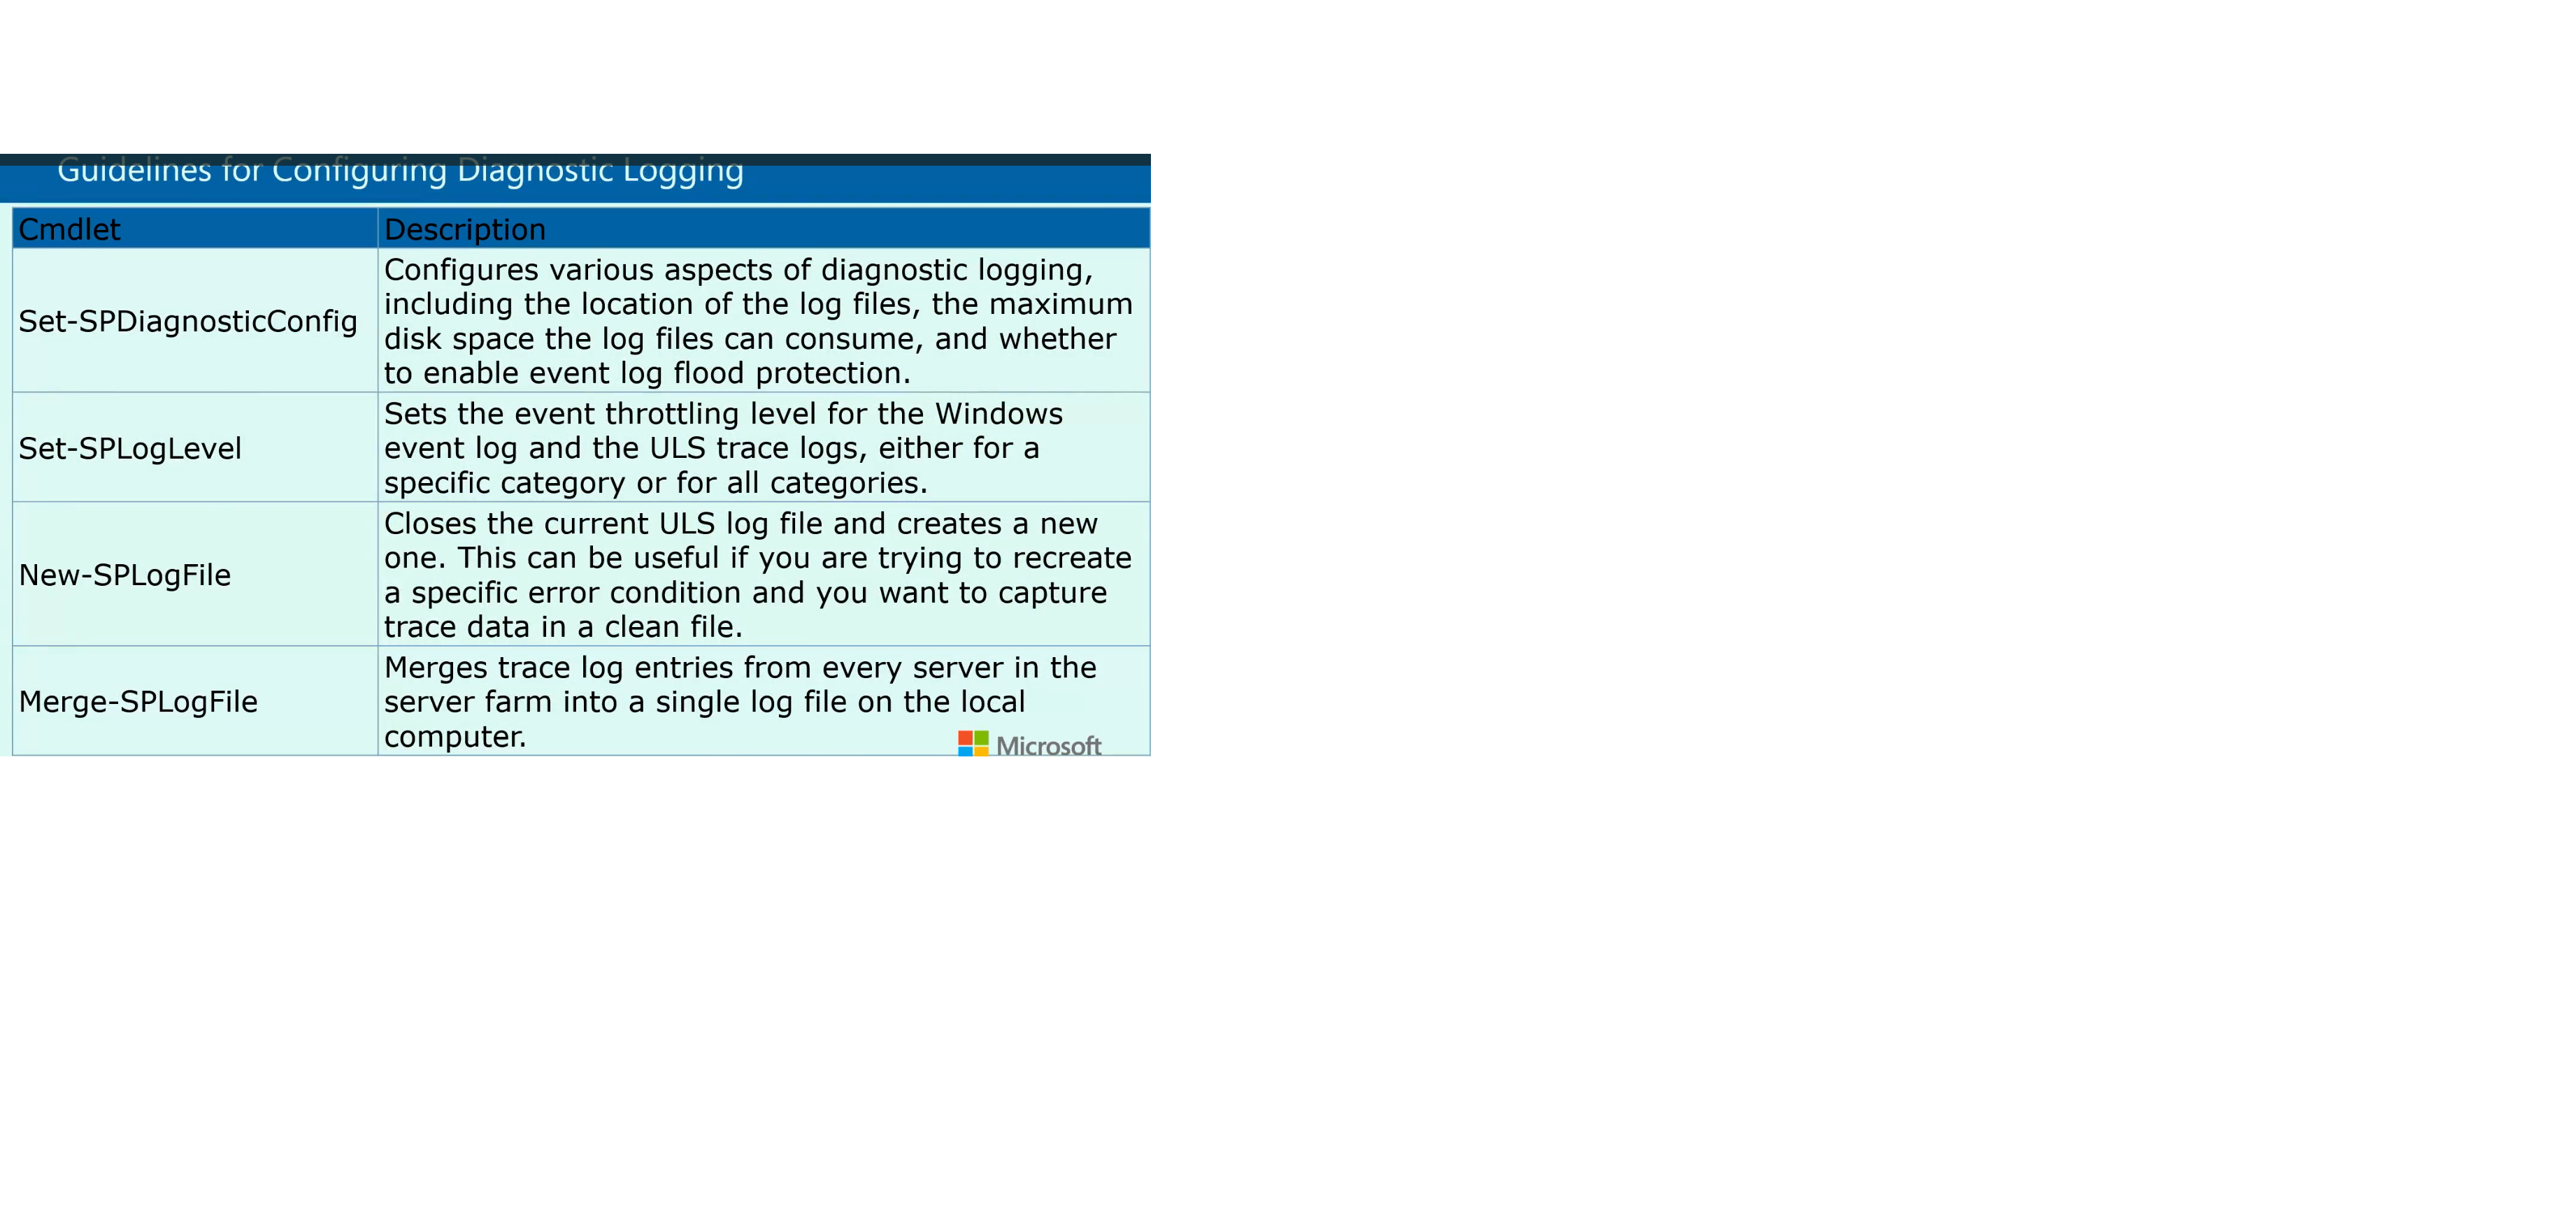 Guidelines for Configuring Diagnostic Logging
Cmdlet
Description
Set-SPDiagnosticConfig
Configures various aspects of diagnostic logging,
including the location of the log files, the maximum
disk space the log files can consume, and whether
to enable event log flood protection.
Set-SPLogLevel
Sets the event throttling level for the Windows
event log and the ULS trace logs, either for a
specific category or for all categories.
New-SPLogFile
Closes the current ULS log file and creates a new
one. This can be useful if you are trying to recreate
a specific error condition and you want to capture
trace data in a clean file.
Merge-SPLogFile
Merges trace log entries from every server in the
server farm into a single log file on the local
computer.
Microsoft